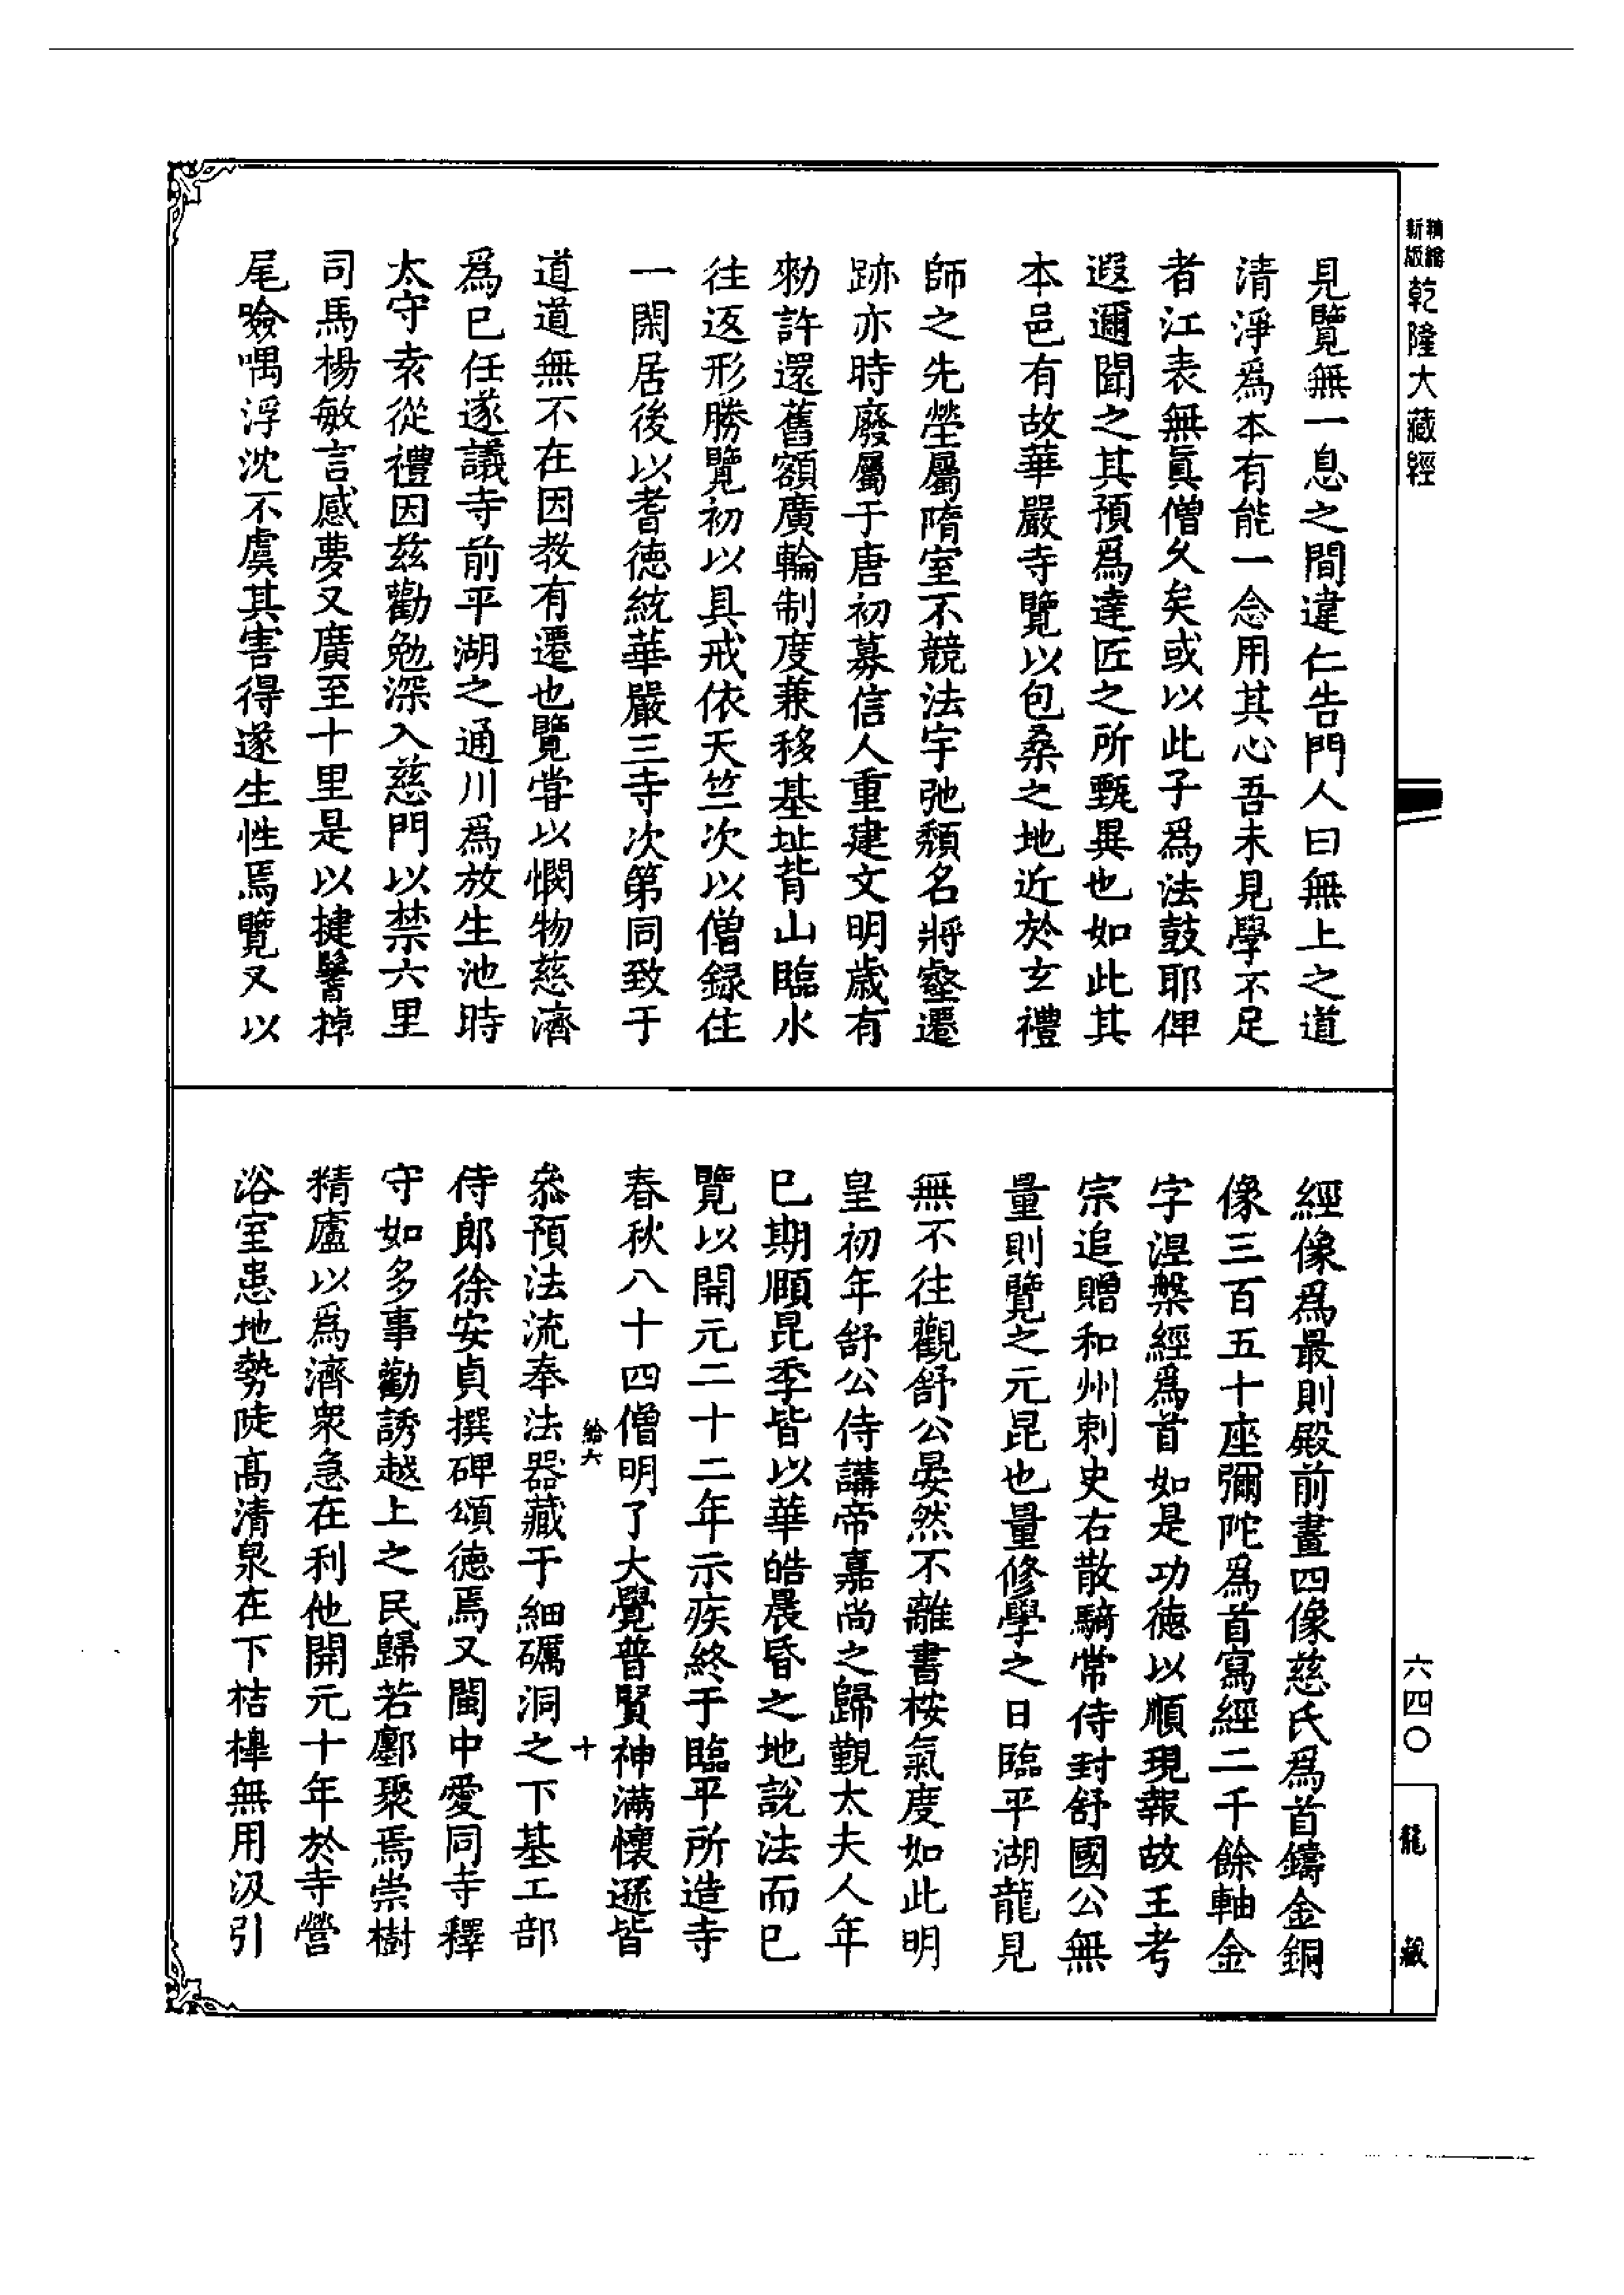 精繪
新版
乾隆大藏經
見覽無一息之間違仁告門人曰無上之道
清淨爲本有能一念用其心吾未見學不足
者江表無眞僧久矣或以此子爲法鼓耶俾
遐邇聞之其預爲達匠之所甄異也如此其
本邑有故華嚴寺覽以包桑之地近於玄禮
師之先塋屬隋室不競法宇弛頹名將壑遷
跡亦時廢屬于唐初募信人重建文明歲有
勑許還舊額廣輪制度兼移基址背山臨水
往返形勝覽初以具戒依天竺次以僧録住
一閑居後以耆德統華嚴三寺次第同致于
道道無不在因教有遷也覽甞以憫物慈濟
爲已任遂議寺前平湖之通川爲放生池時
太守袁從禮因兹勸勉深入慈門以禁六里
司馬楊敏言感夢又廣至十里是以揵鬐掉
尾噞喁浮沈不虞其害得遂生性焉覽又以
經像爲最則殿前畫四像慈氏爲首鑄金銅
像三百五十座彌陀爲首寫經二千餘軸金
字涅槃經爲首如是功德以順現報故王考
宗追贈和州刺史右散騎常侍封舒國公無
量則覽之元昆也量修學之日臨平湖龍見
無不往觀舒公晏然不離書桉氣度如此明
皇初年舒公侍講帝嘉尚之歸覲太夫人年
巳期頤昆季皆以華皓晨昏之地說法而已
覽以開元二十二年示疾終于臨平所造寺
春秋八十四僧明了大覺普賢神滿懷遜皆
給六
十
叅預法流奉法器藏于細礪洞之下基工部
侍郎徐安貞撰碑頌德焉又閩中愛同寺釋
守如多事勸誘越上之民歸若鄽聚焉崇樹
精廬以爲濟衆急在利他開元十年於寺營
浴室患地勢陡髙清泉在下桔橰無用汲引
六四〇
龍藏